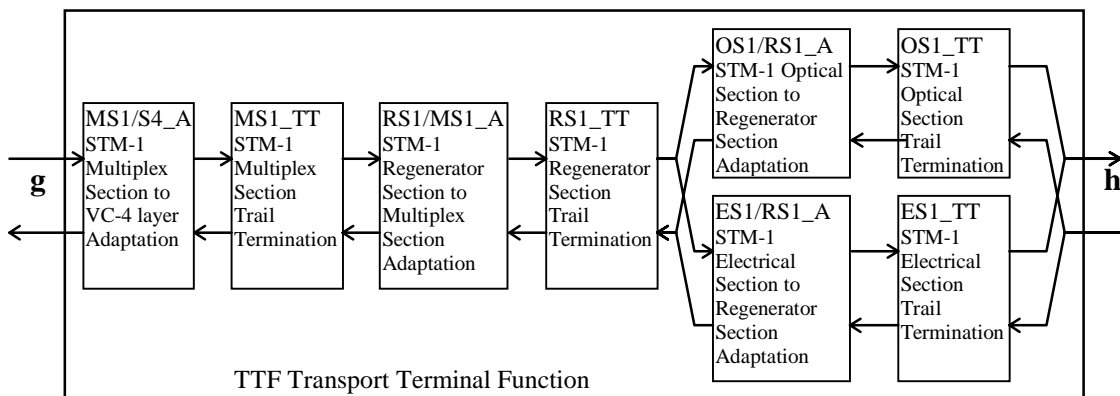 g
MS1/S4_A
STM-1
Multiplex
Section to
VC-4 layer
Adaptation
MS1_TT
STM-1
Multiplex
Section
Trail
Termination
RS1/MS1_A
STM-1
Regenerator
Section to
Multiplex
Section
Adaptation
RS1_TT
STM-1
Regenerator
Section
Trail
Termination
OS1/RS1_A
STM-1 Optical
Section to
Regenerator
Section
Adaptation
OS1_TT
STM-1
Optical
Section
Trail
Termination
ES1/RS1_A
STM-1
Electrical
Section to
Regenerator
Section
Adaptation
ES1_TT
STM-1
Electrical
Section
Trail
Termination
h
TTF Transport Terminal Function